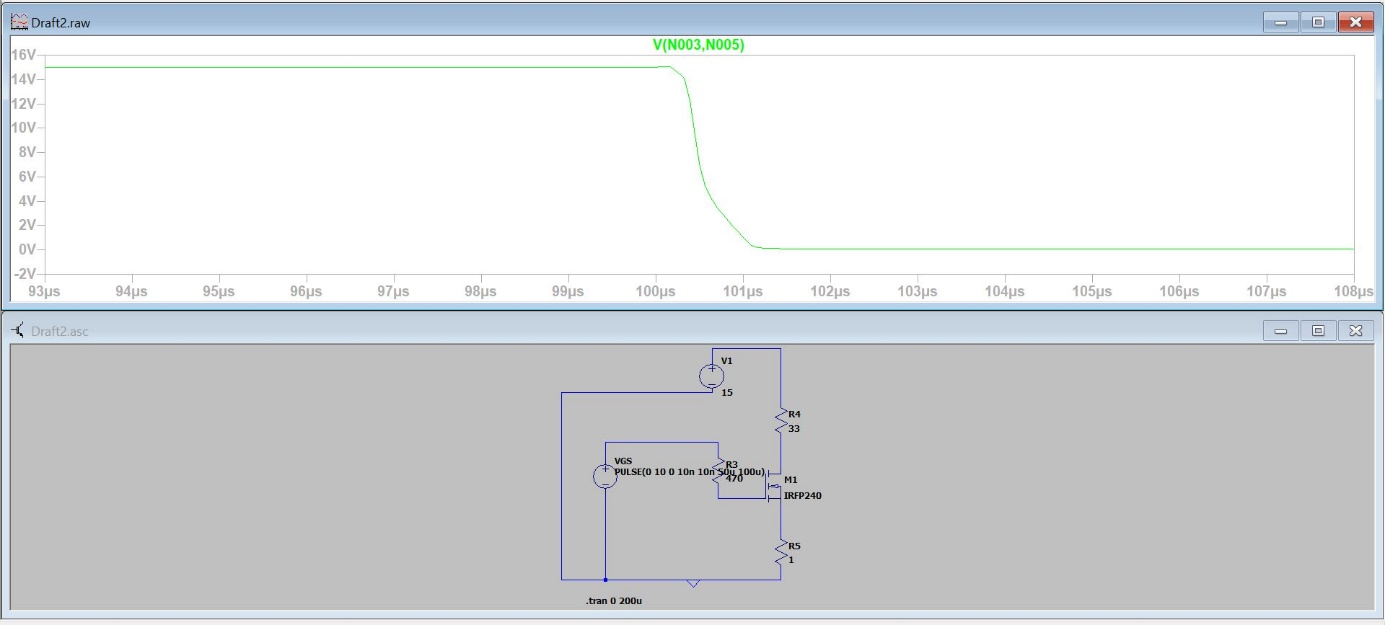 Draft2.raw
V(N003,N005)
16V
14V
12V
10V
8V
6V
4V
2V
0V
-2V
93µs 94µs 95µs 96µs 97µs 98µs 99µs 100µs 101µs 102µs 103µs 104µs 105µs 106µs 107µs 108µs
Draft2.asc
V1
15
R4
33
VGS
PULSE(0 10 0 10n 10n 50u 100u)
R3
470
M1
IRFP240
R5
1
.tran 0 200u